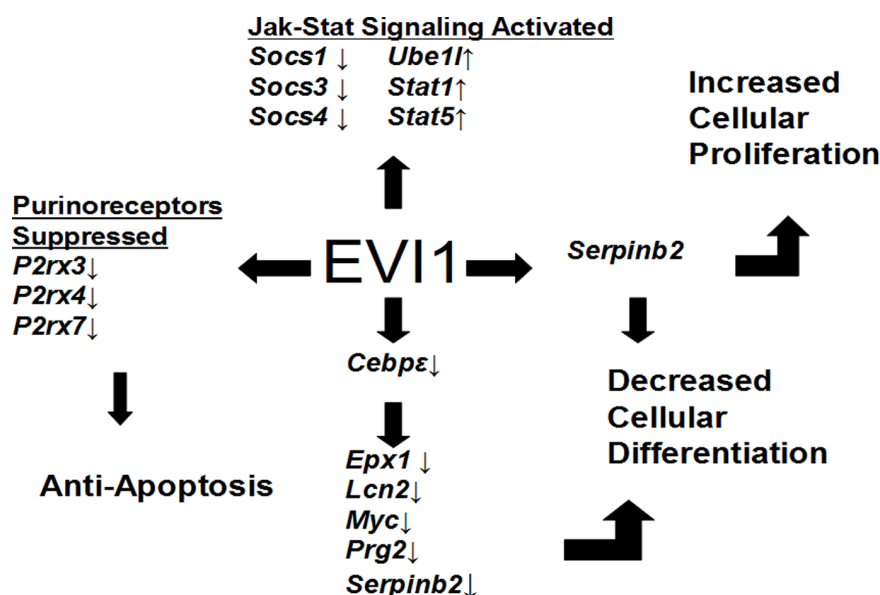 Jak-Stat Signaling Activated
Socs1 ↓ Ube1l↑
Socs3 ↓ Stat1↑
Socs4 ↓ Stat5↑
Increased
Cellular
Proliferation
Purinoreceptors
Suppressed
P2rx3↓
P2rx4↓
P2rx7↓
EVI1
Serpinb2
Cebpε↓
Decreased
Cellular
Differentiation
Anti-Apoptosis
Epx1 ↓
Lcn2↓
Myc↓
Prg2↓
Serpinb2↓